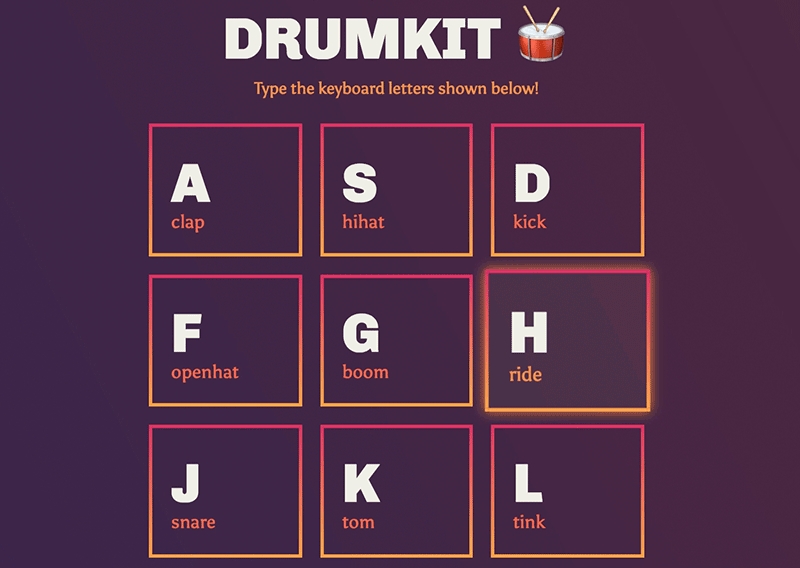 DRUMKIT
Type the keyboard letters shown below!
A
clap
S
hihat
D
kick
F
openhat
G
boom
H
ride
J
snare
K
tom
L
tink